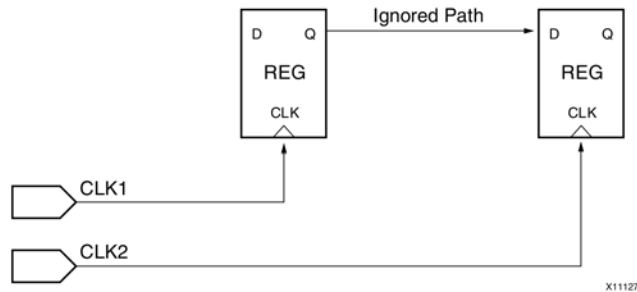 Ignored Path
D Q
D Q
REG
REG
CLK
CLK
CLK1
CLK2
X11127